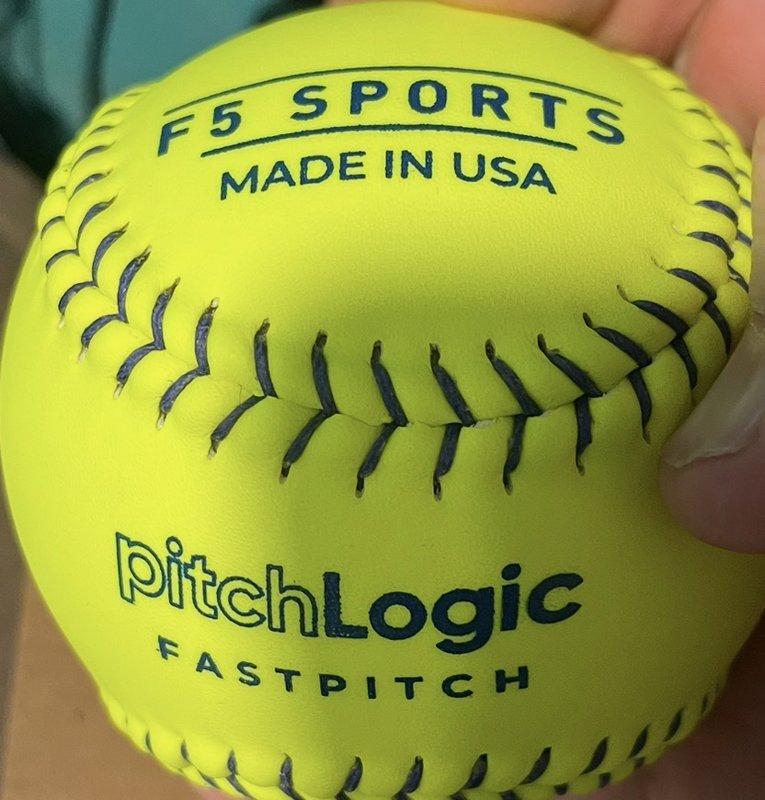 F5 SPORTS
MADE IN USA
pitchLogic
FASTPITCH